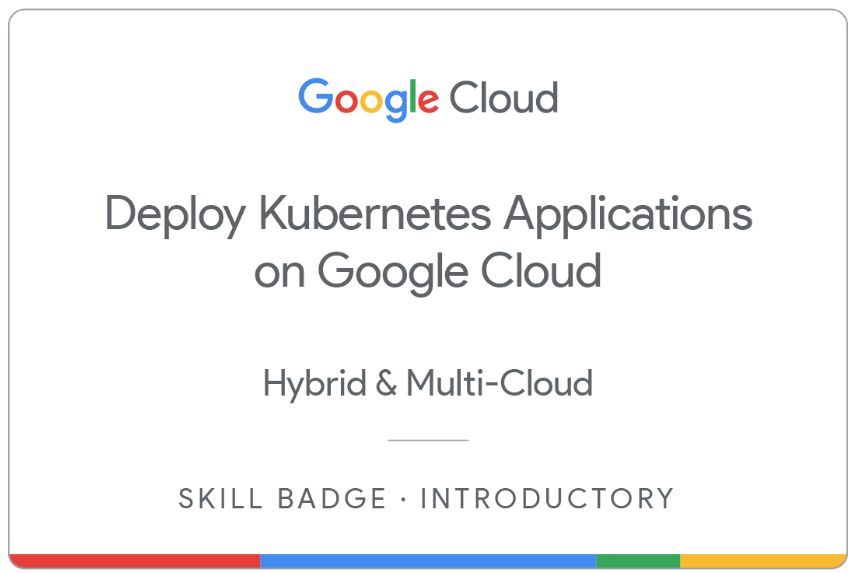 Google Cloud
Deploy Kubernetes Applications
on Google Cloud
Hybrid & Multi-Cloud
SKILL BADGE · INTRODUCTORY